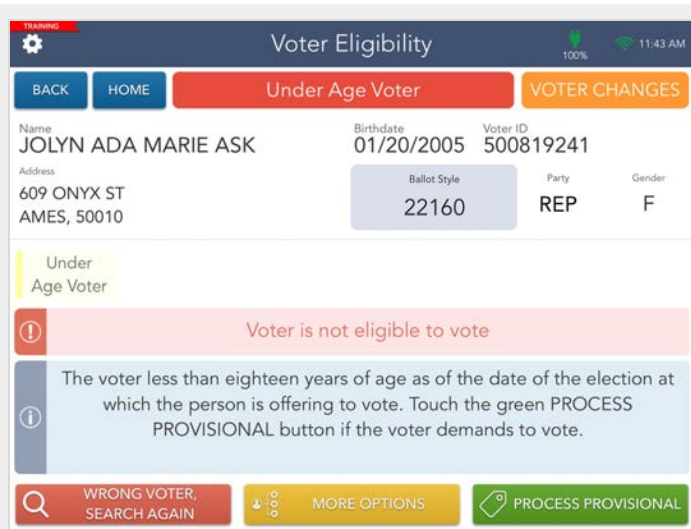 TRAINING
Voter Eligibility
100%
11:43 AM
BACK
HOME
Under Age Voter
VOTER CHANGES
Name
JOLYN ADA MARIE ASK
Birthdate
01/20/2005
Voter ID
500819241
Address
609 ONYX ST
AMES, 50010
Ballot Style
22160
Party
REP
Gender
F
Under
Age Voter
Voter is not eligible to vote
The voter less than eighteen years of age as of the date of the election at
which the person is offering to vote. Touch the green PROCESS
PROVISIONAL button if the voter demands to vote.
WRONG VOTER,
SEARCH AGAIN
MORE OPTIONS
PROCESS PROVISIONAL